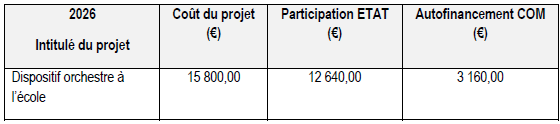 2026
Intitulé du projet
Coût du projet
(€)
Participation ETAT
(€)
Autofinancement COM
(€)
Dispositif orchestre à
l'école
15 800,00
12 640,00
3 160,00